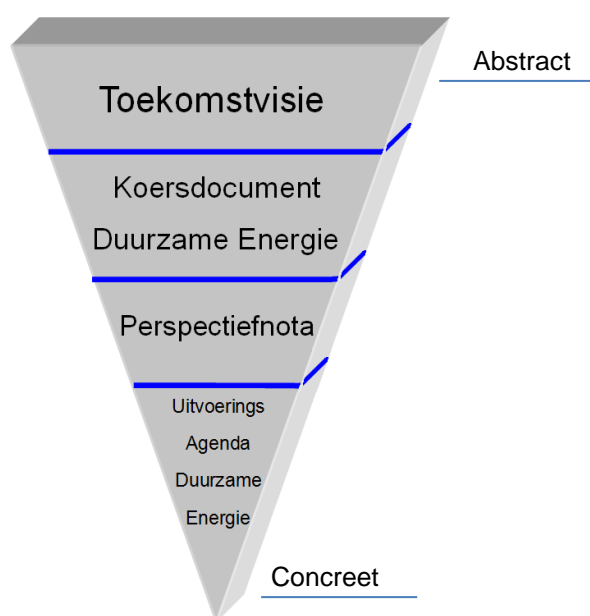 Abstract
Toekomstvisie
Koersdocument
Duurzame Energie
Perspectiefnota
Uitvoerings
Agenda
Duurzame
Energie
Concreet